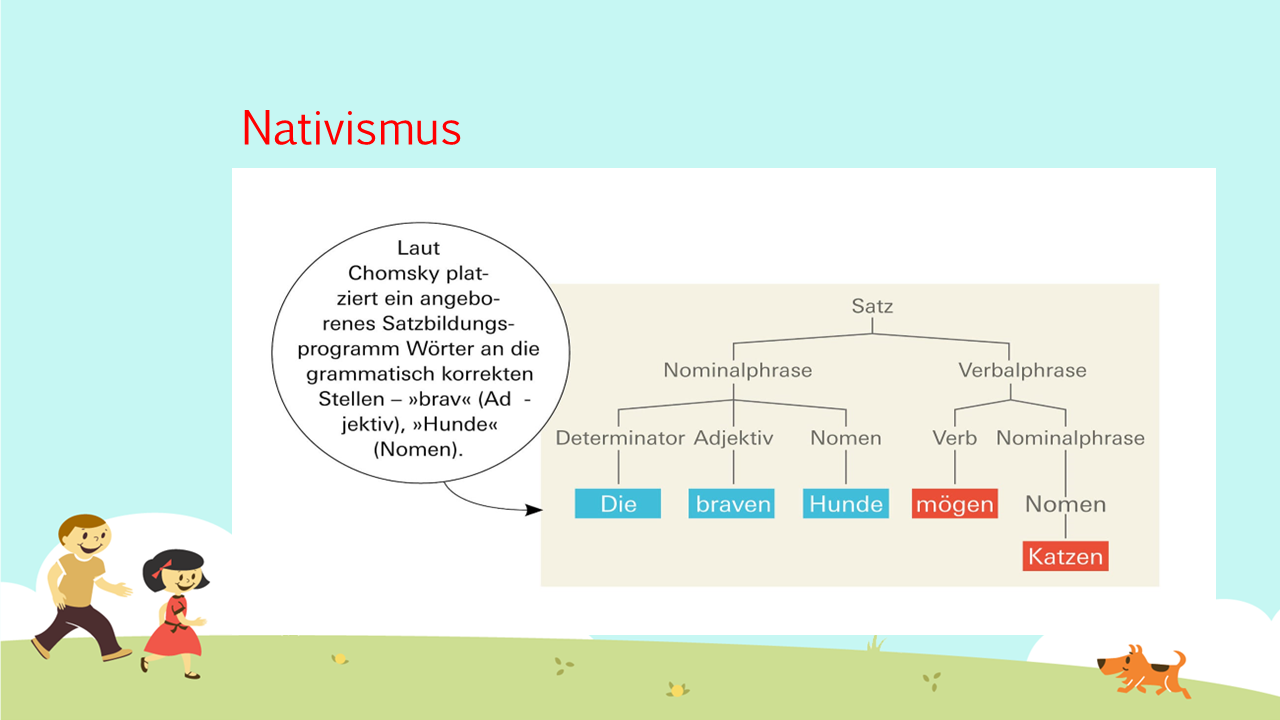 Nativismus
Laut
Chomsky plat-
ziert ein angebo-
renes Satzbildungs-
programm Wörter an die
grammatisch korrekten
Stellen – »brav« (Ad -
jektiv), »Hunde«
(Nomen).
Satz
Nominalphrase Verbalphrase
Determinator Adjektiv Nomen Verb Nominalphrase
Die braven Hunde mögen Nomen
Katzen